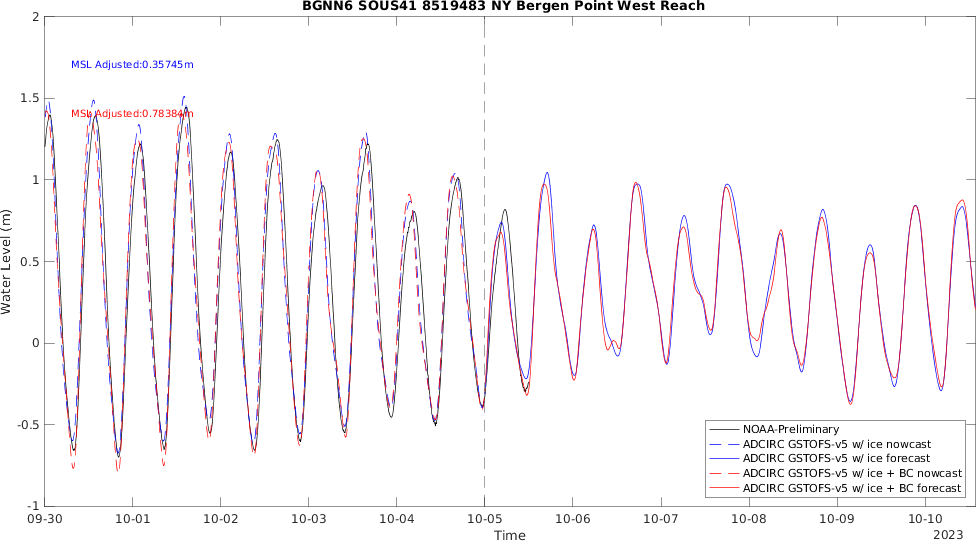 BGNN6 SOUS41 8519483 NY Bergen Point West Reach
2
1.5
1
0.5
0
-0.5
-1
Water Level (m)
MSL Adjusted:0.35745m
MSL Adjusted:0.78384m
NOAA-Preliminary
ADCIRC GSTOFS-v5 w/ ice nowcast
ADCIRC GSTOFS-v5 w/ ice forecast
ADCIRC GSTOFS-v5 w/ ice + BC nowcast
ADCIRC GSTOFS-v5 w/ ice + BC forecast
09-30 10-01 10-02 10-03 10-04 10-05 10-06 10-07 10-08 10-09 10-10
Time
2023